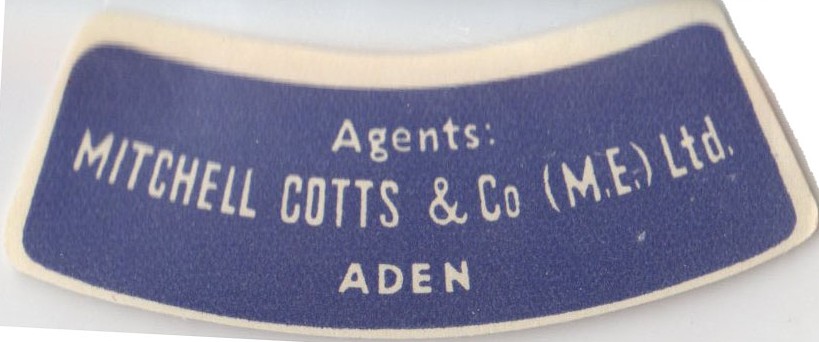 Agents:
MITCHELL COTTS & Co (M.E.) Ltd.
ADEN